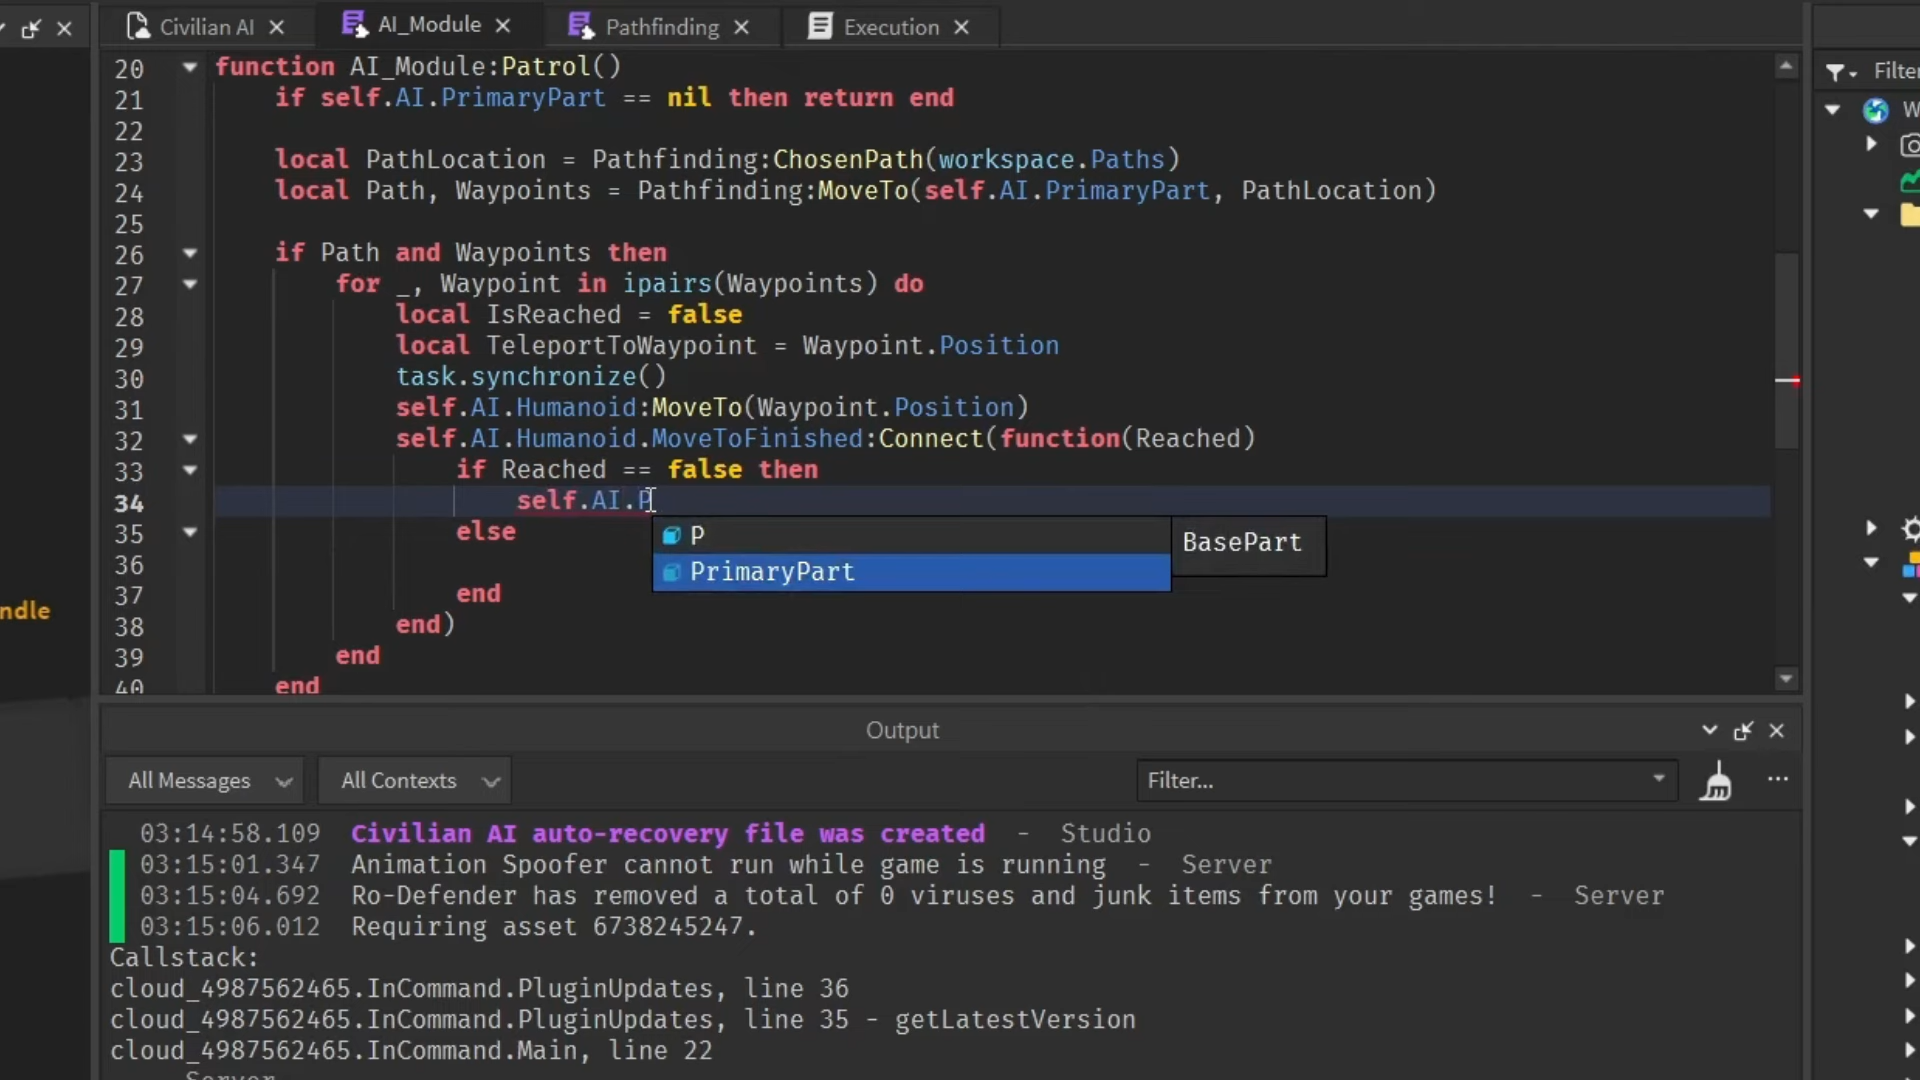 Civilian AI
AI_Module
Pathfinding
Execution
Filter
W
20 function AI_Module:Patrol()
21 if self.AI.PrimaryPart == nil then return end
22
23 local PathLocation = Pathfinding:ChosenPath(workspace.Paths)
24 local Path, Waypoints = Pathfinding:MoveTo(self.AI.PrimaryPart, PathLocation)
25
26 if Path and Waypoints then
27 for _, Waypoint in ipairs(Waypoints) do
28 local IsReached = false
29 local TeleportToWaypoint = Waypoint.Position
30 task.synchronize()
31 self.AI.Humanoid:MoveTo(Waypoint.Position)
32 self.AI.Humanoid.MoveToFinished:Connect(function(Reached)
33 if Reached == false then
34 self.AI.P
P
BasePart
35 else
PrimaryPart
36
37 end
38 end)
39 end
40 end
ndle
Output
All Messages
All Contexts
Filter...
03:14:58.109 Civilian AI auto-recovery file was created - Studio
03:15:01.347 Animation Spoofer cannot run while game is running - Server
03:15:04.692 Ro-Defender has removed a total of 0 viruses and junk items from your games! - Server
03:15:06.012 Requiring asset 6738245247.
Callstack:
cloud_4987562465.InCommand.PluginUpdates, line 36
cloud_4987562465.InCommand.PluginUpdates, line 35 - getLatestVersion
cloud_4987562465.InCommand.Main, line 22
- Server